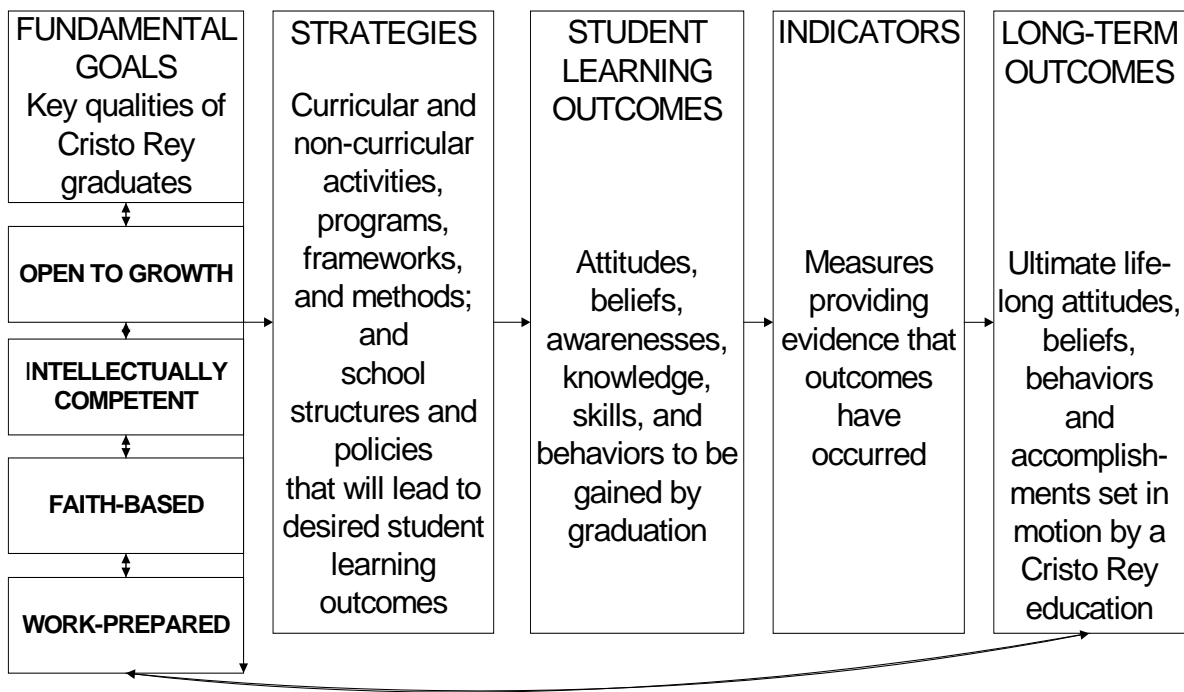 FUNDAMENTAL
GOALS
Key qualities of
Cristo Rey
graduates
OPEN TO GROWTH
INTELLECTUALLY
COMPETENT
FAITH-BASED
WORK-PREPARED
STRATEGIES
Curricular and
non-curricular
activities,
programs,
frameworks,
and methods;
and
school
structures and
policies
that will lead to
desired student
learning
outcomes
STUDENT
LEARNING
OUTCOMES
Attitudes,
beliefs,
awarenesses,
knowledge,
skills, and
behaviors to be
gained by
graduation
INDICATORS
Measures
providing
evidence that
outcomes
have
occurred
LONG-TERM
OUTCOMES
Ultimate life-
long attitudes,
beliefs,
behaviors
and
accomplish-
ments set in
motion by a
Cristo Rey
education